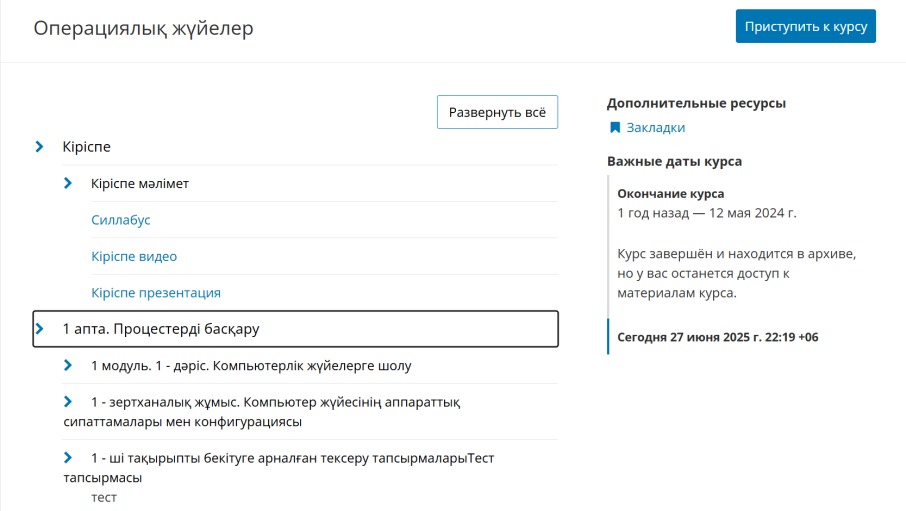 Операциялық жүйелер
Приступить к курсу
Развернуть всё
Кіріспе
Кіріспе мәлімет
Силлабус
Кіріспе видео
Кіріспе презентация
1 апта. Процестерді басқару
1 модуль. 1 - дәріс. Компьютерлік жүйелерге шолу
1 - зертханалық жұмыс. Компьютер жүйесінің аппараттық
сипаттамалары мен конфигурациясы
1 - ші тақырыпты бекітуге арналған тексеру тапсырмаларыТест
тапсырмасы
тест
Дополнительные ресурсы
Закладки
Важные даты курса
Окончание курса
1 год назад — 12 мая 2024 г.
Курс завершён и находится в архиве,
но у вас останется доступ к
материалам курса.
Сегодня 27 июня 2025 г. 22:19 +06